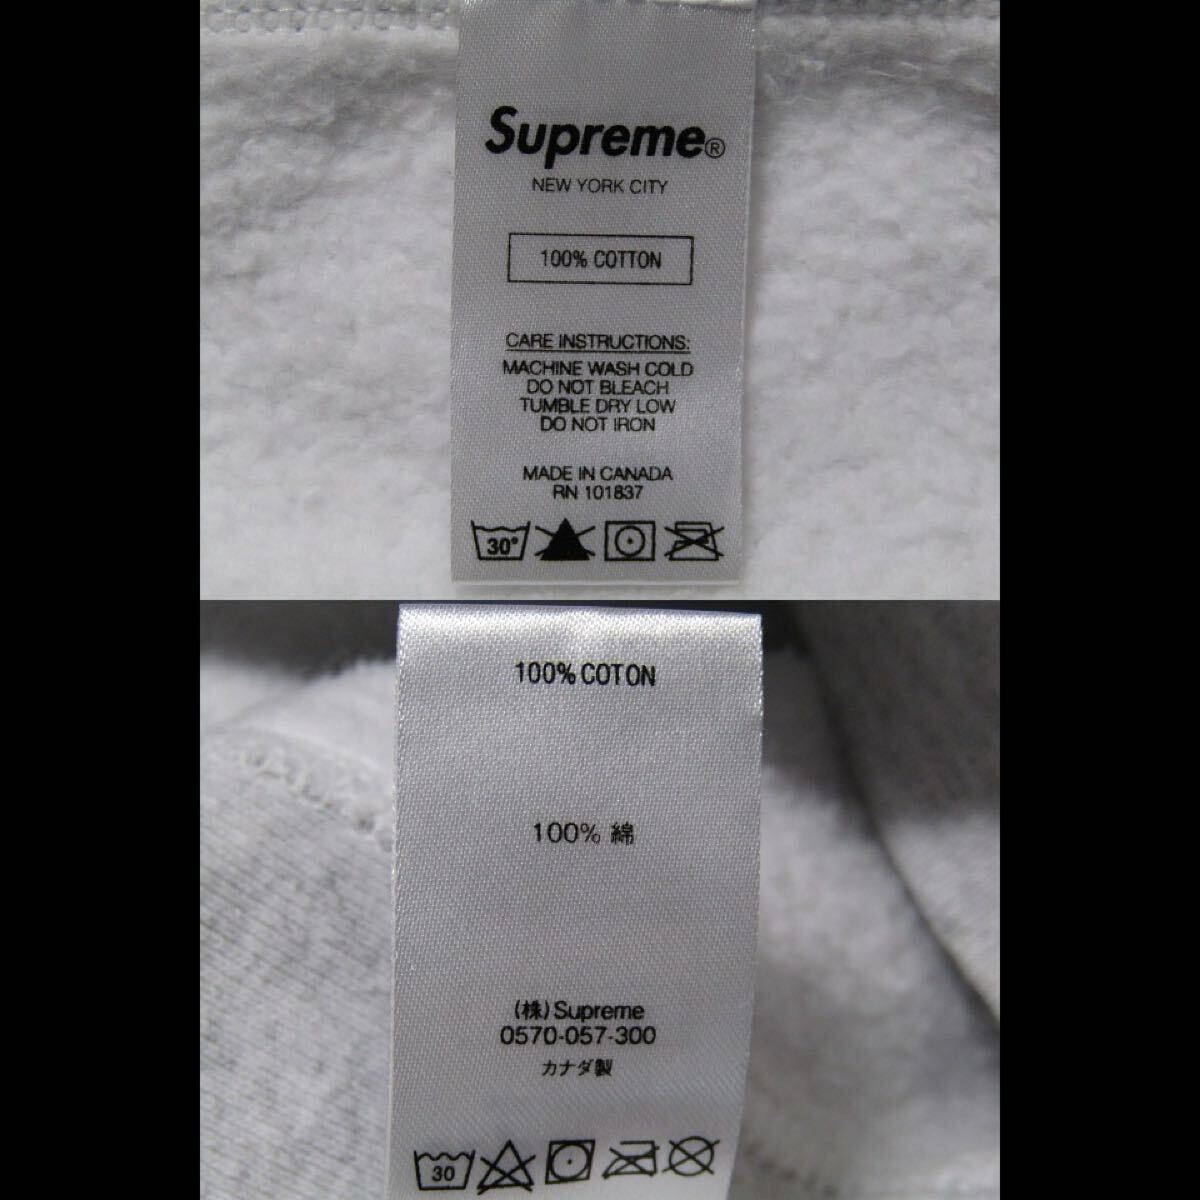 Supreme®
NEW YORK CITY
100% COTTON
CARE INSTRUCTIONS:
MACHINE WASH COLD
DO NOT BLEACH
TUMBLE DRY LOW
DO NOT IRON
MADE IN CANADA
RN 101837
30°
100% COTON
100% 綿
(株)Supreme
0570-057-300
カナダ製
30